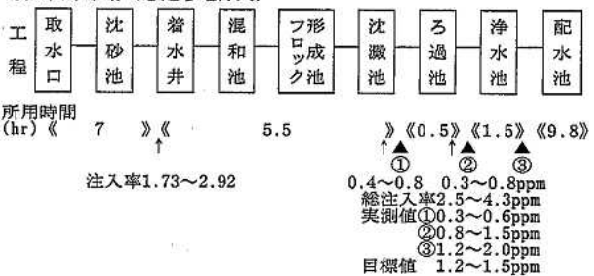 工程
取水口
沈砂池
着水井
混和池
フロック形成池
沈澱池
ろ過池
浄水池
配水池
所用時間
(hr)《 7 》《 5.5 》《0.5》《1.5》《9.8》
↑ ↑▲ ↑▲ ▲
① ② ③
注入率1.73～2.92 0.4～0.8 0.3～0.8ppm
総注入率2.5～4.3ppm
実測値①0.3～0.6ppm
②0.8～1.5ppm
③1.2～2.0ppm
目標値 1.2～1.5ppm